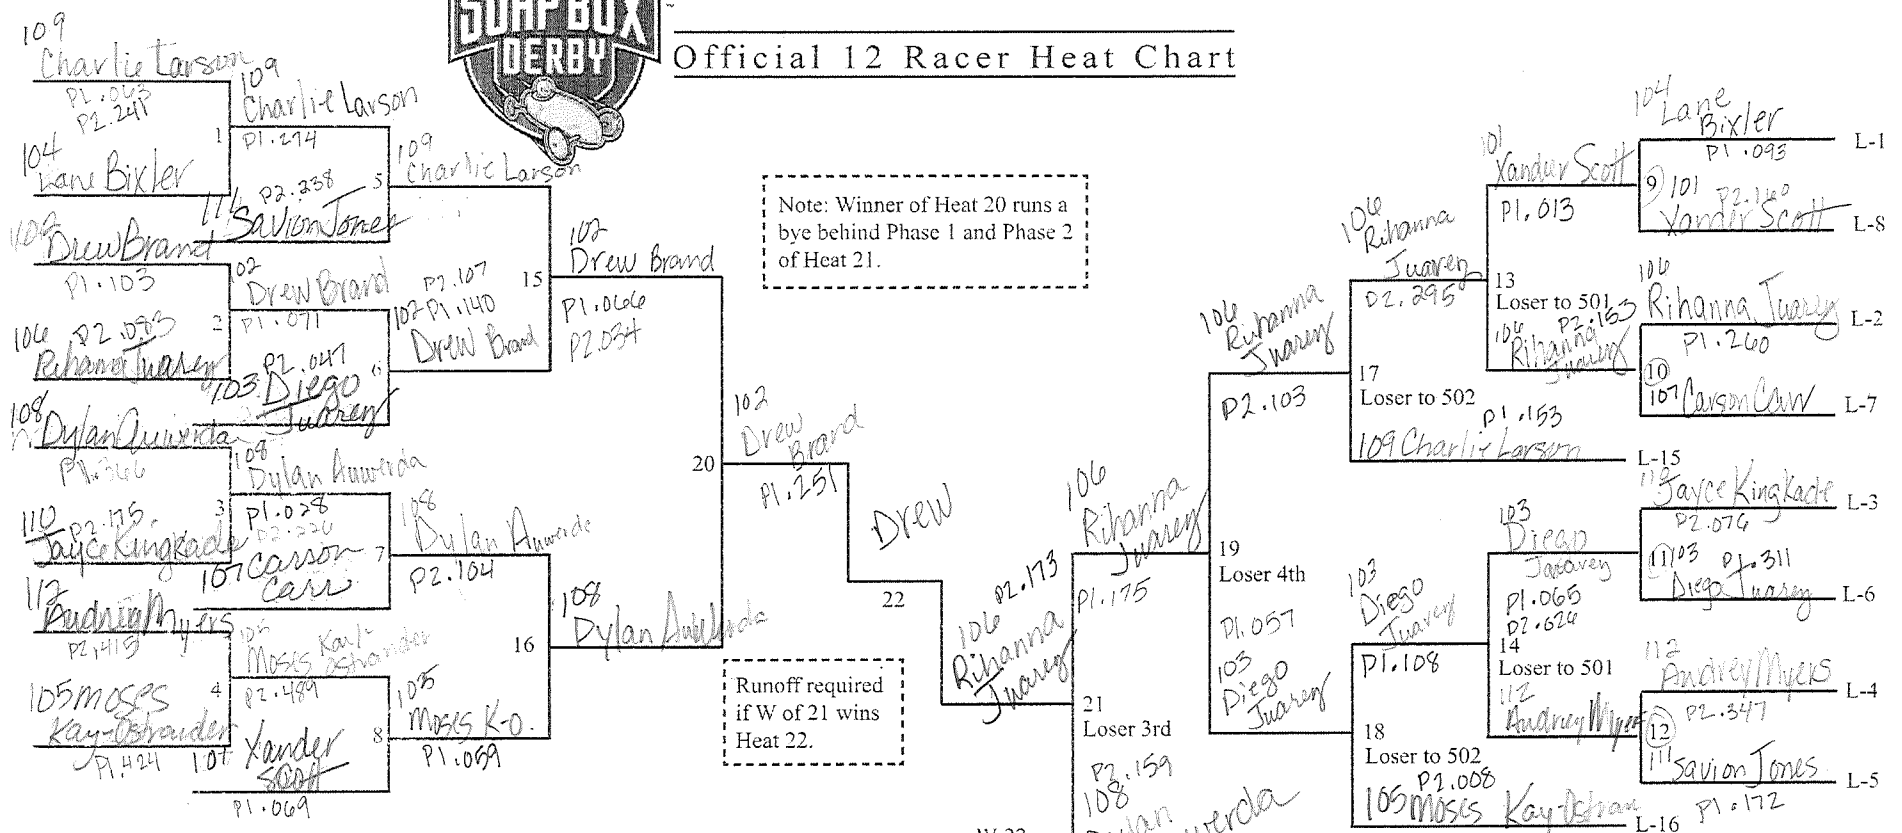 SOAP BOX
DERBY
Official 12 Racer Heat Chart
109
Charlie Larson
P1 .063
P2 .241
104
Lane Bixler
1
109
Charlie Larson
P1 .274
P2 .238
111
Savion Jones
5
109
Charlie Larson
102
Drew Brand
P1 .103
106 P2 .083
Rihanna Juarez
2
102
Drew Brand
P1 .071
P2 .047
103 Diego
Juarez
6
P2 .107
102 P1 .140
Drew Brand
15
102
Drew Brand
P1 .066
P2 .034
108
Dylan Auwerda
P1 .366
110 P2 .175
Jayce Kingkade
3
108
Dylan Auwerda
P1 .028
P2 .226
107 Carson
Carr
7
108
Dylan Auwerda
P2 .104
112
Audrey Myers
P2 .415
105 Moses
Kay-Ostrander
P1 .424
4
105
Moses Kay-
Ostrander
P2 .489
Xander
Scott
P1 .069
8
105
Moses K-O.
P1 .059
16
108
Dylan Auwerda
20
102
Drew
Brand
P1 .251
Drew
22
Note: Winner of Heat 20 runs a
bye behind Phase 1 and Phase 2
of Heat 21.
Runoff required
if W of 21 wins
Heat 22.
106 P2 .173
Rihanna
Juarez
21
Loser 3rd
P2 .159
108
Dylan
106
Rihanna
Juarez
P1 .175
19
Loser 4th
P1 .057
103
Diego
Juarez
106
Rihanna
Juarez
P2 .103
17
Loser to 502
P1 .153
109 Charlie Larson
L-15
106
Rihanna
Juarez
P2 .295
13
Loser to 501
P2 .153
106
Rihanna
Juarez
101
Xander Scott
P1 .013
104
Lane
Bixler
L-1
P1 .093
9
101
P2 .160
Xander Scott
L-8
106
Rihanna Juarez
L-2
P1 .260
10
107 Carson Carr
L-7
Jayce Kingkade
L-3
P2 .076
11
103 P1 .311
Diego Juarez
L-6
103
Diego
Juarez
P1 .065
P2 .626
14
Loser to 501
112
Audrey Myers
103
Diego
Juarez
P1 .108
18
Loser to 502
P2 .008
105 Moses Kay-Ostran
L-16
112
Audrey Myers
L-4
P2 .347
12
111
Savion Jones
L-5
P1 .172